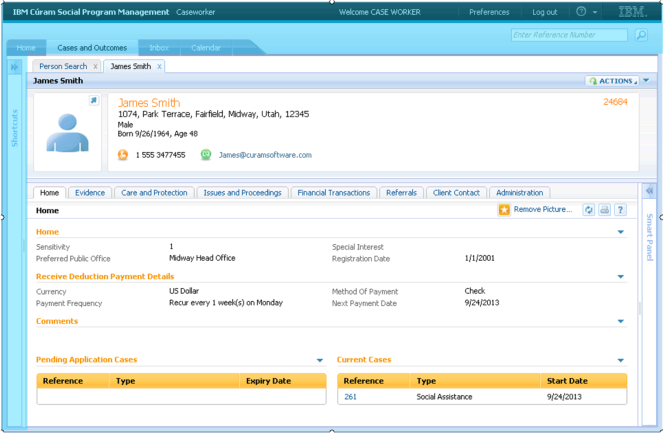 IBM Cúram Social Program Management Caseworker Welcome CASE WORKER Preferences Log out ? IBM.
Enter Reference Number
Home Cases and Outcomes Inbox Calendar
Person Search x James Smith x
James Smith ACTIONS
Shortcuts
James Smith 24684
1074, Park Terrace, Fairfield, Midway, Utah, 12345
Male
Born 9/26/1964, Age 48
1 555 3477455 James@curamsoftware.com
Home Evidence Care and Protection Issues and Proceedings Financial Transactions Referrals Client Contact Administration
Home Remove Picture... ?
Smart Panel
Home
Sensitivity 1 Special Interest
Preferred Public Office Midway Head Office Registration Date 1/1/2001
Receive Deduction Payment Details
Currency US Dollar Method Of Payment Check
Payment Frequency Recur every 1 week(s) on Monday Next Payment Date 9/24/2013
Comments
Pending Application Cases Current Cases
Reference Type Expiry Date Reference Type Start Date
261 Social Assistance 9/24/2013